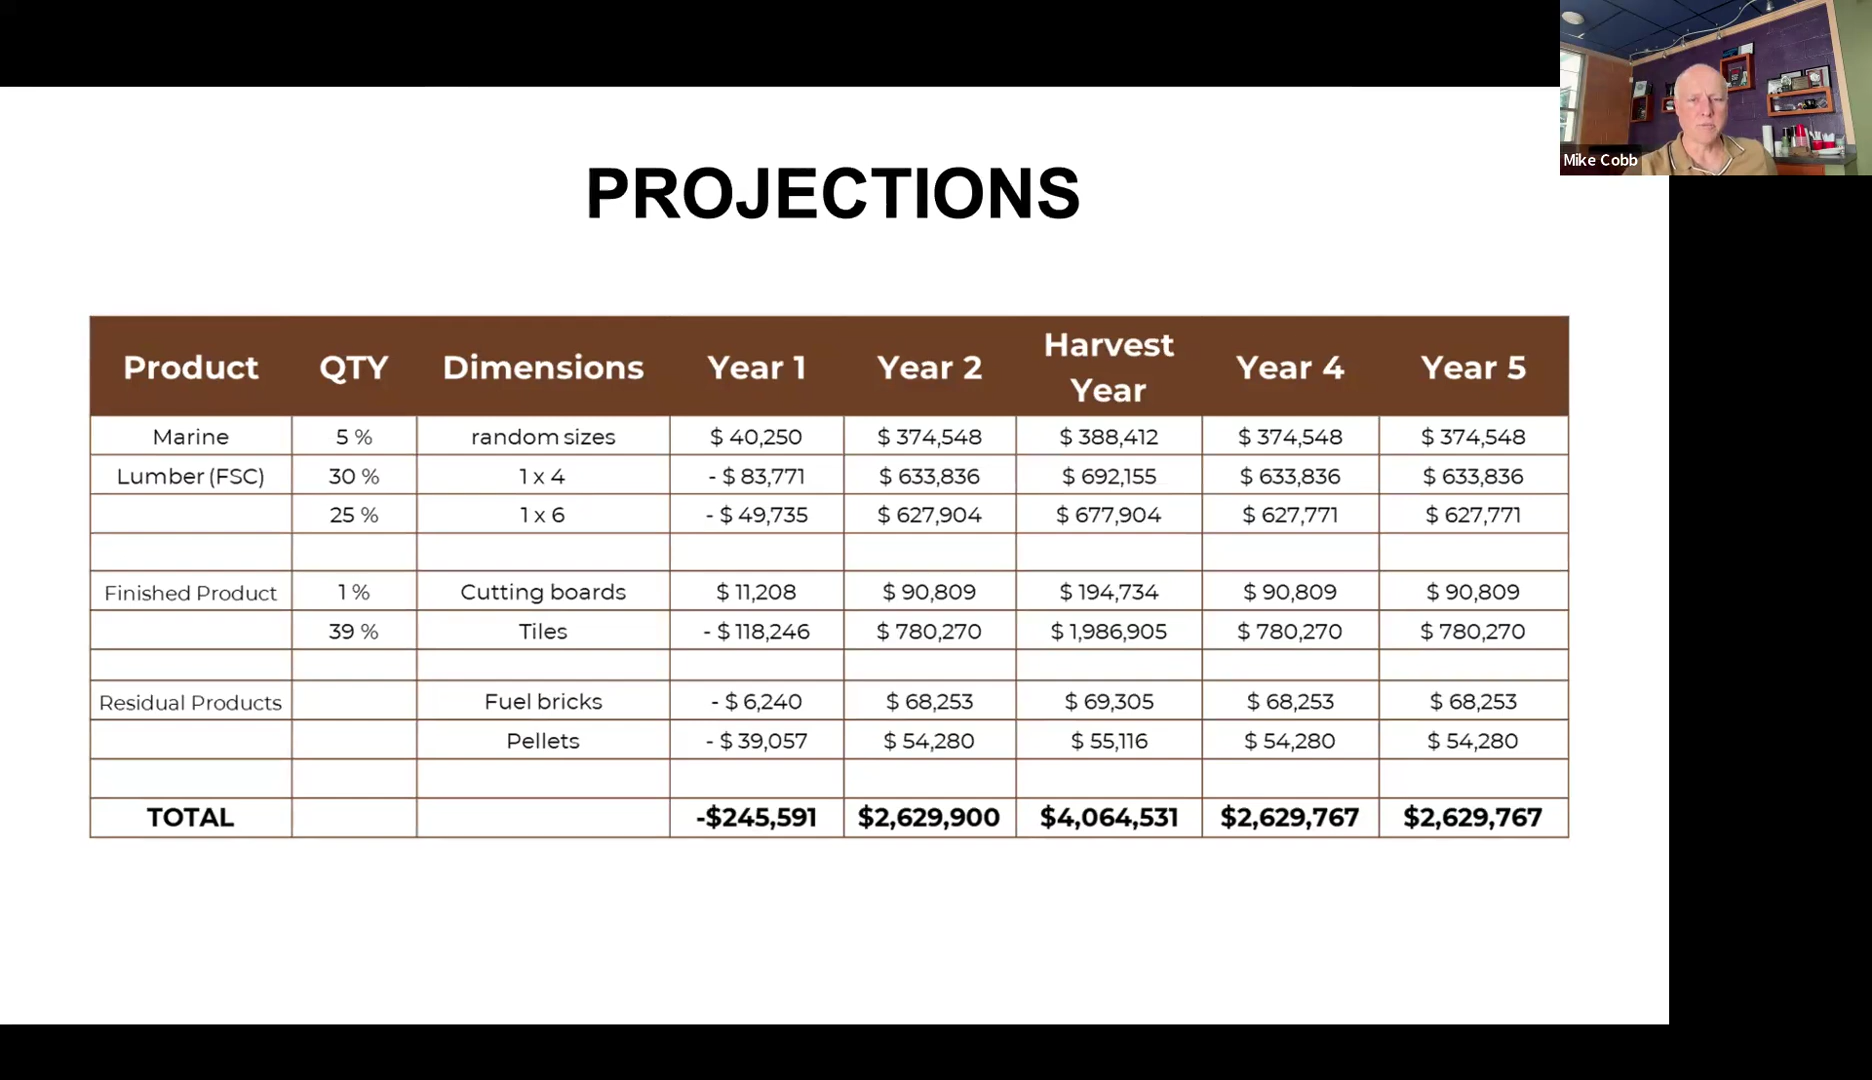 Mike Cobb
PROJECTIONS
Product QTY Dimensions Year 1 Year 2 Harvest Year Year 4 Year 5
Marine 5 % random sizes $ 40,250 $ 374,548 $ 388,412 $ 374,548 $ 374,548
Lumber (FSC) 30 % 1 x 4 - $ 83,771 $ 633,836 $ 692,155 $ 633,836 $ 633,836
25 % 1 x 6 - $ 49,735 $ 627,904 $ 677,904 $ 627,771 $ 627,771
Finished Product 1 % Cutting boards $ 11,208 $ 90,809 $ 194,734 $ 90,809 $ 90,809
39 % Tiles - $ 118,246 $ 780,270 $ 1,986,905 $ 780,270 $ 780,270
Residual Products Fuel bricks - $ 6,240 $ 68,253 $ 69,305 $ 68,253 $ 68,253
Pellets - $ 39,057 $ 54,280 $ 55,116 $ 54,280 $ 54,280
TOTAL -$245,591 $2,629,900 $4,064,531 $2,629,767 $2,629,767